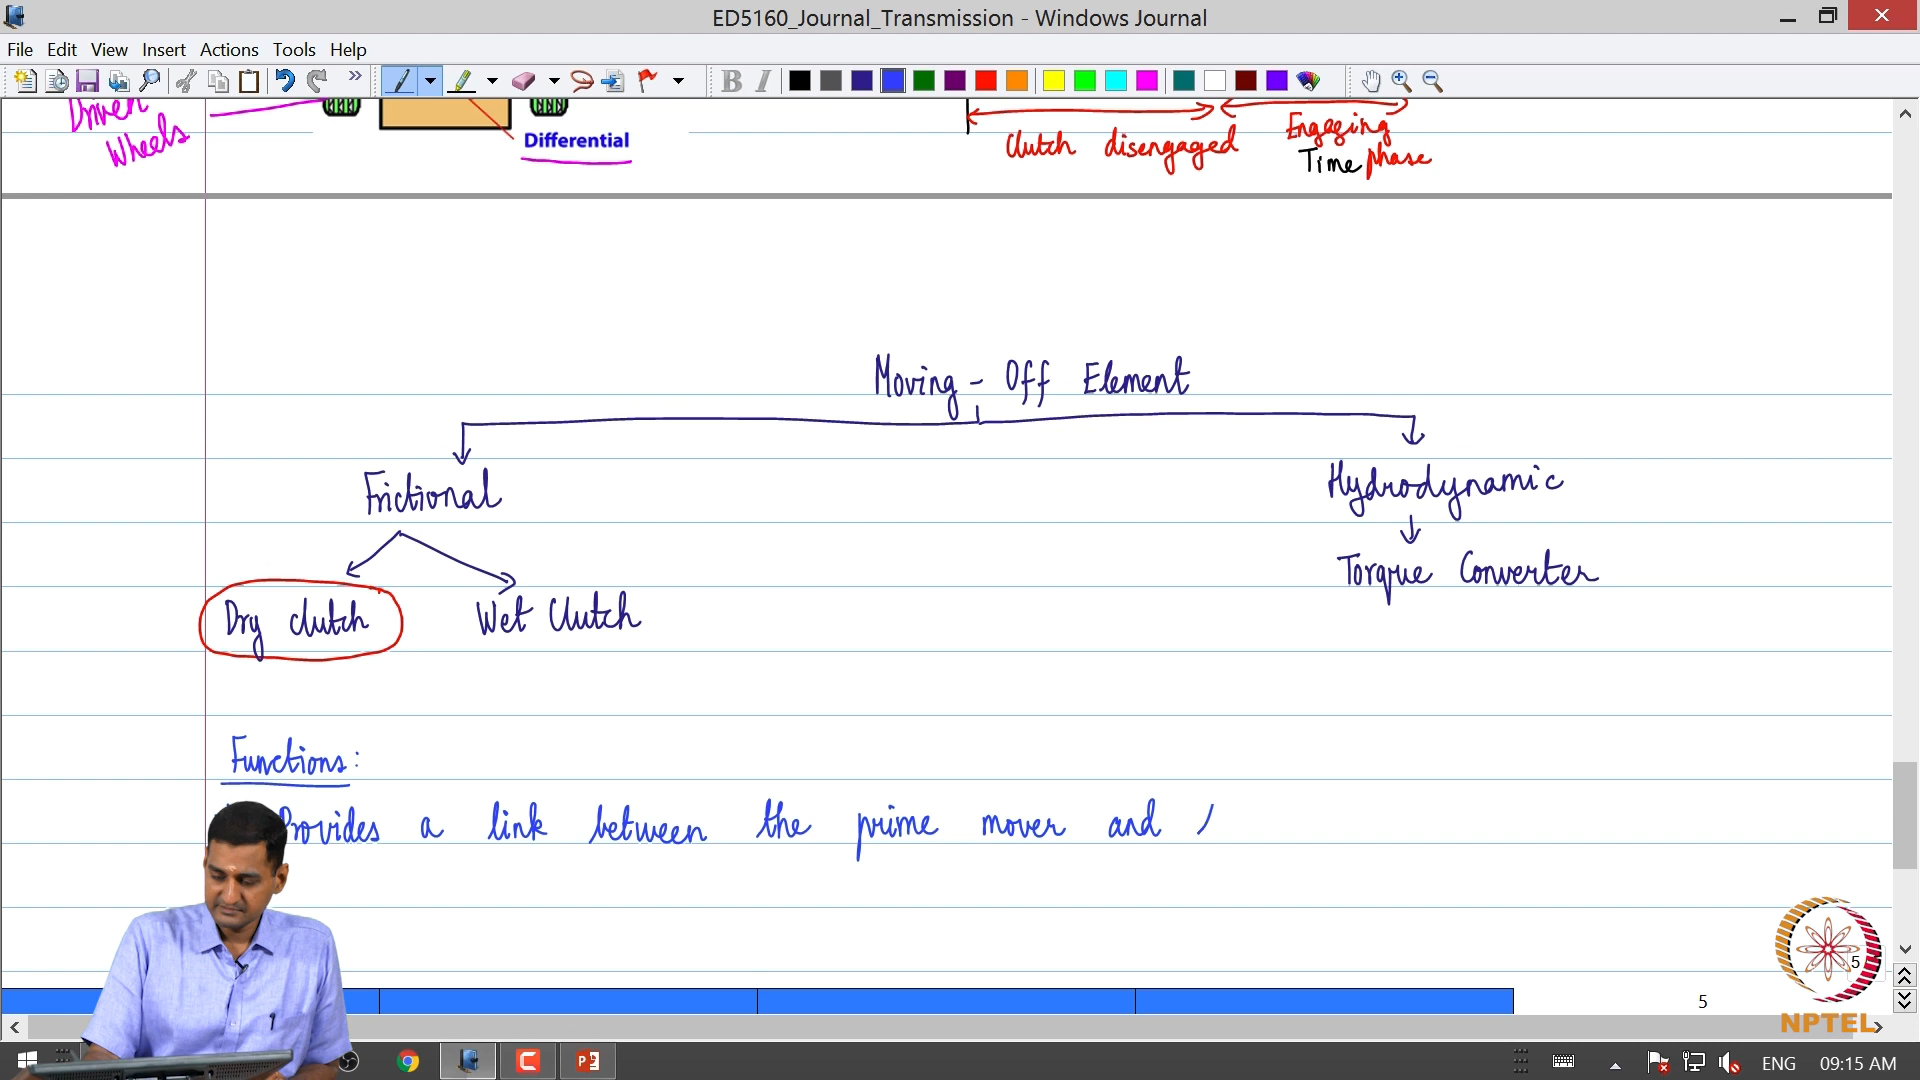 ED5160_Journal_Transmission - Windows Journal
File Edit View Insert Actions Tools Help
B I
Driven
Wheels
Differential
Clutch disengaged
Engaging
Time phase
Moving - Off Element
Frictional
Hydrodynamic
Dry clutch
Wet Clutch
Torque Converter
Functions:
Provides a link between the prime mover and
5
5
NPTEL
ENG 09:15 AM